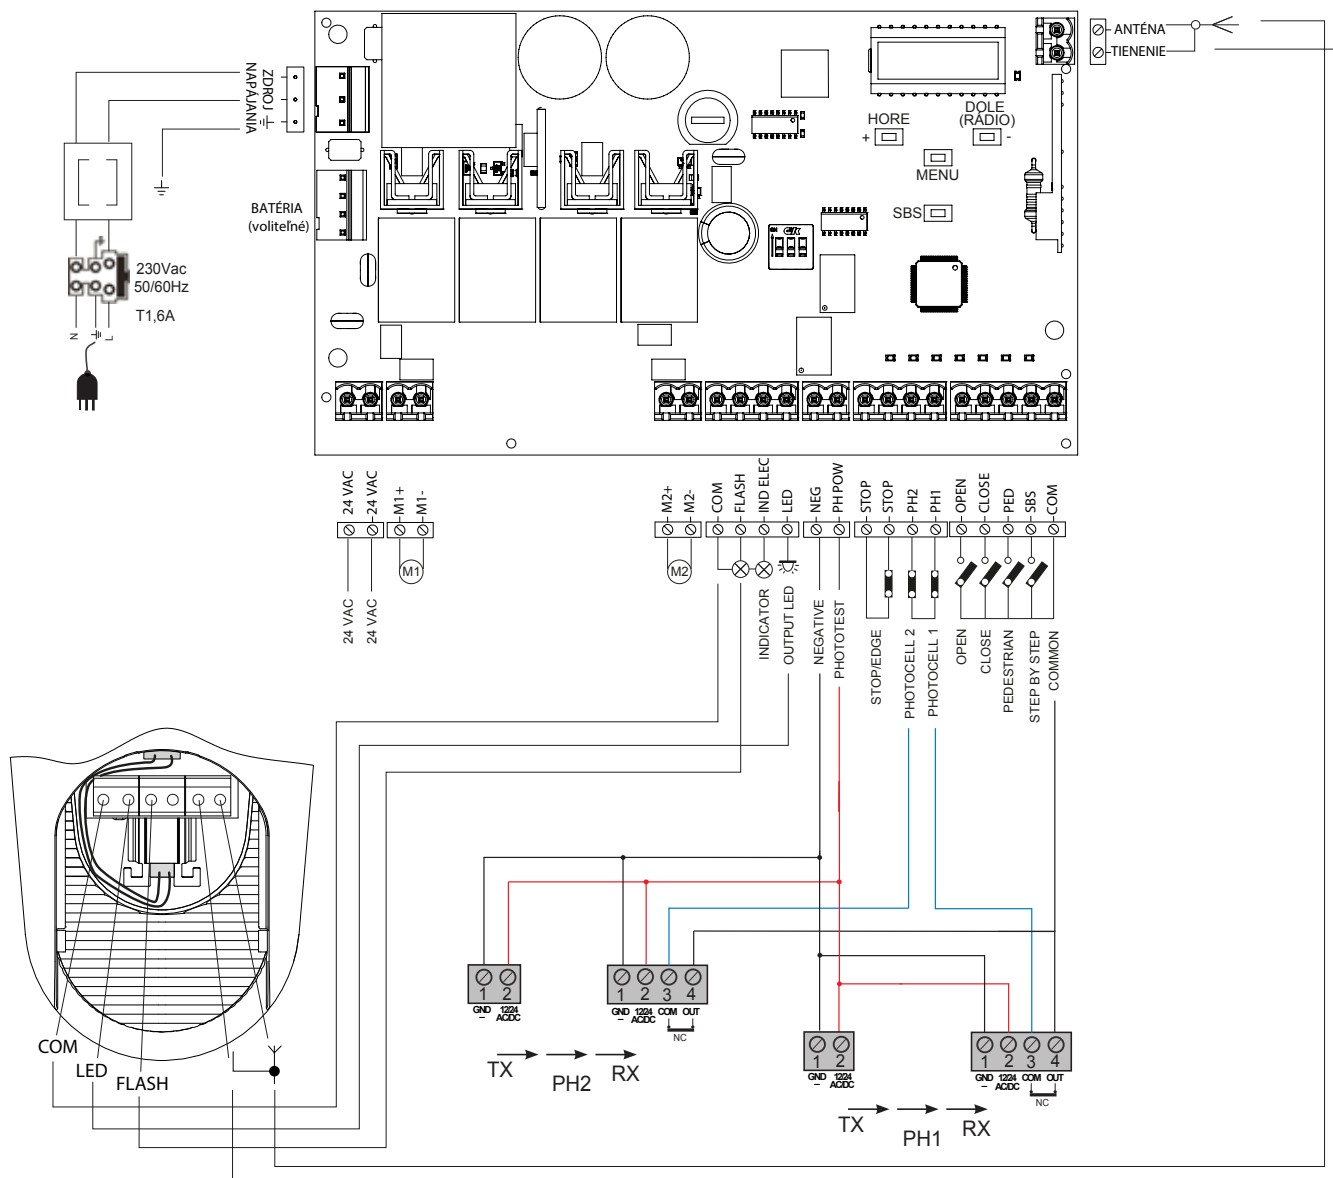 ANTÉNA
TIENENIE
ZDROJ
NAPÁJANIA
HORE
+
DOLE
(RÁDIO)
-
MENU
SBS
BATÉRIA
(voliteľné)
230Vac
50/60Hz
T1,6A
N
L
24 VAC
24 VAC
M1+
M1-
M2+
M2-
COM
FLASH
IND ELEC
LED
NEG
PH POW
STOP
STOP
PH2
PH1
OPEN
CLOSE
PED
SBS
COM
M1
M2
24 VAC
24 VAC
INDICATOR
OUTPUT LED
NEGATIVE
PHOTOTEST
STOP/EDGE
PHOTOCELL 2
PHOTOCELL 1
OPEN
CLOSE
PEDESTRIAN
STEP BY STEP
COMMON
1 2
GND
–
12/24
AC/DC
1 2 3 4
GND
–
12/24
AC/DC
COM
OUT
NC
TX
PH2
RX
1 2
GND
–
12/24
AC/DC
1 2 3 4
GND
–
12/24
AC/DC
COM
OUT
NC
TX
PH1
RX
COM
LED
FLASH